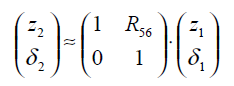 (z₂ δ₂) ≈ (1 R₅₆ 0 1) · (z₁ δ₁)